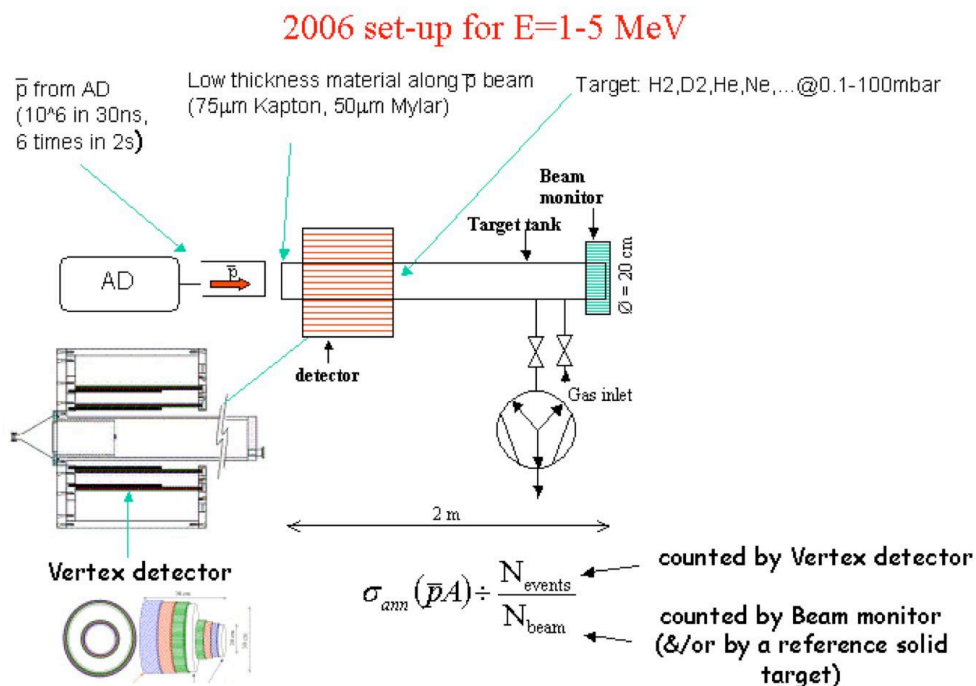 2006 set-up for E=1-5 MeV
p̅ from AD
(10^6 in 30ns,
6 times in 2s)
Low thickness material along p̅ beam
(75μm Kapton, 50μm Mylar)
Target: H2,D2,He,Ne,...@0.1-100mbar
Beam
monitor
Target tank
AD
p̅
Ø = 20 cm
detector
Gas inlet
2 m
Vertex detector
σann (p̅A) ÷ Nevents
Nbeam
counted by Vertex detector
counted by Beam monitor
(&/or by a reference solid
target)